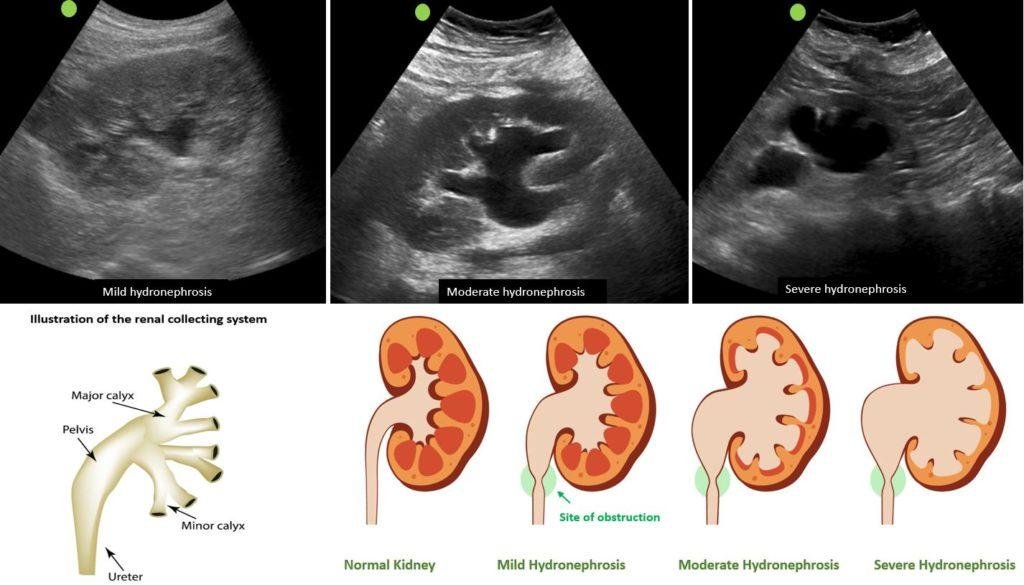 Mild hydronephrosis
Moderate hydronephrosis
Severe hydronephrosis
Illustration of the renal collecting system
Major calyx
Pelvis
Minor calyx
Ureter
Site of obstruction
Normal Kidney
Mild Hydronephrosis
Moderate Hydronephrosis
Severe Hydronephrosis